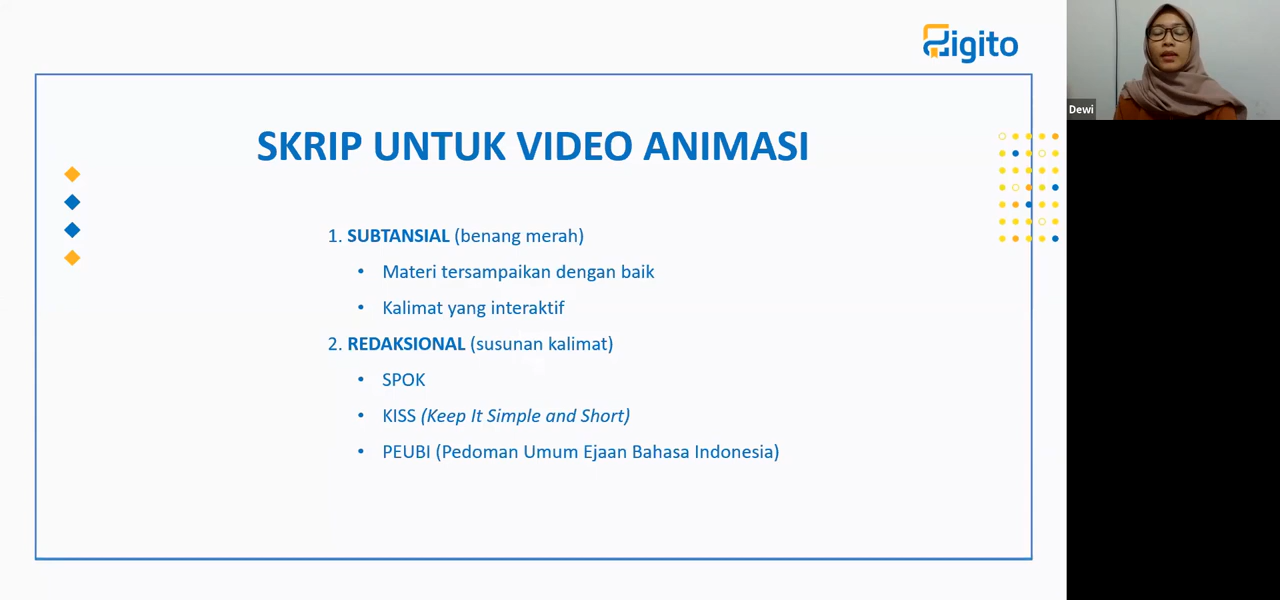 Digito
Dewi
SKRIP UNTUK VIDEO ANIMASI
1. SUBTANSIAL (benang merah)
• Materi tersampaikan dengan baik
• Kalimat yang interaktif
2. REDAKSIONAL (susunan kalimat)
• SPOK
• KISS (Keep It Simple and Short)
• PEUBI (Pedoman Umum Ejaan Bahasa Indonesia)